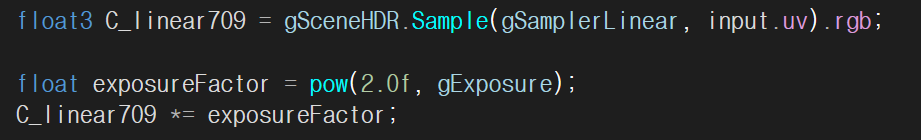 float3 C_linear709 = gSceneHDR.Sample(gSamplerLinear, input.uv).rgb;
float exposureFactor = pow(2.0f, gExposure);
C_linear709 *= exposureFactor;